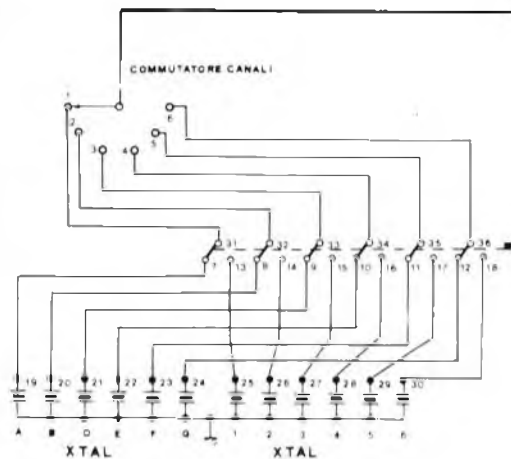 COMMUTATORE CANALI
1 6
2 5
3 4
31 32 33 34 35 36
7 13 8 14 9 15 10 16 11 17 12 18
19 20 21 22 23 24 25 26 27 28 29 30
A B D E F G 1 2 3 4 5 6
XTAL XTAL